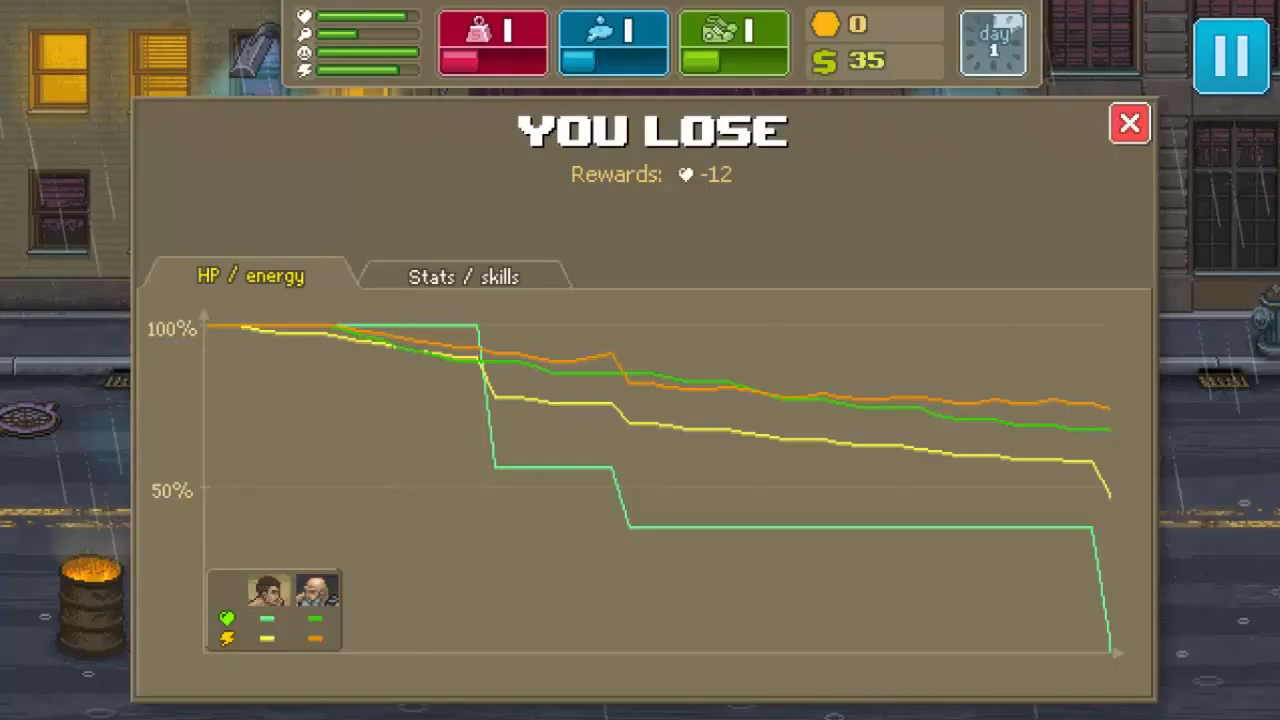 1 1 1 0
35
day
1
YOU LOSE
Rewards: -12
HP / energy
Stats / skills
100%
50%